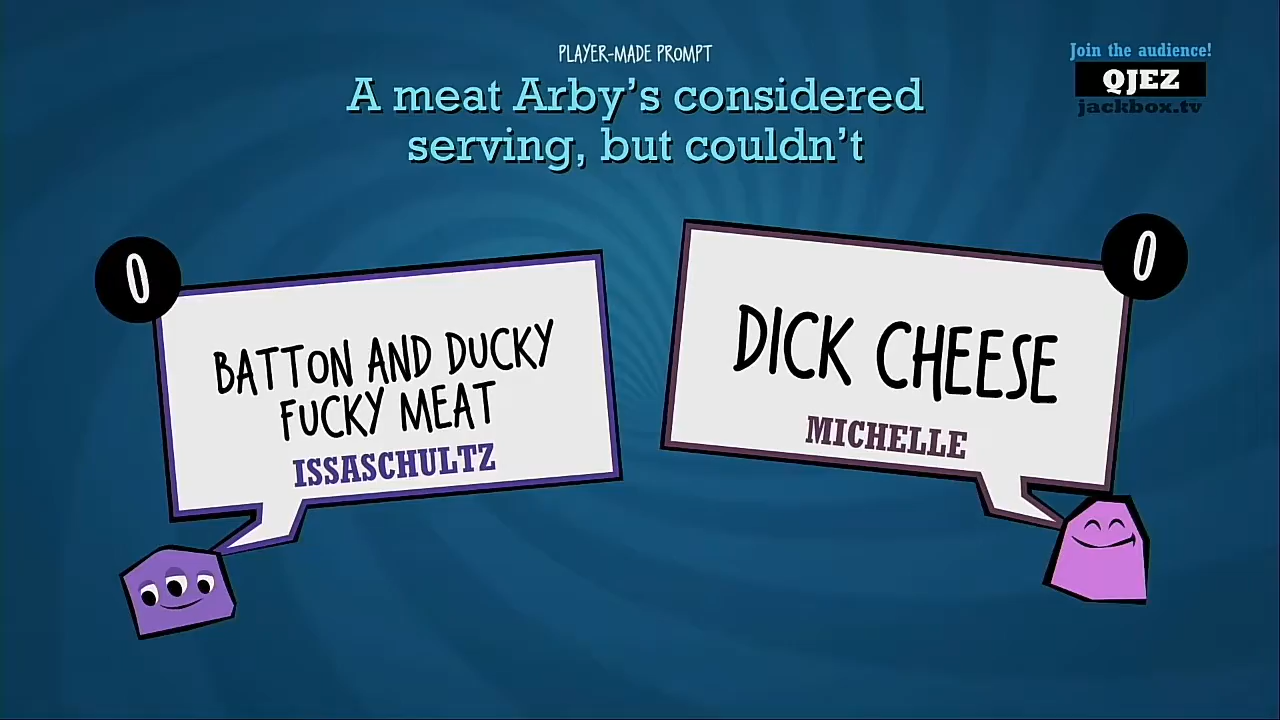 PLAYER-MADE PROMPT
A meat Arby's considered
serving, but couldn't
Join the audience!
QJEZ
jackbox.tv
0
BATTON AND DUCKY
FUCKY MEAT
ISSASCHULTZ
0
DICK CHEESE
MICHELLE